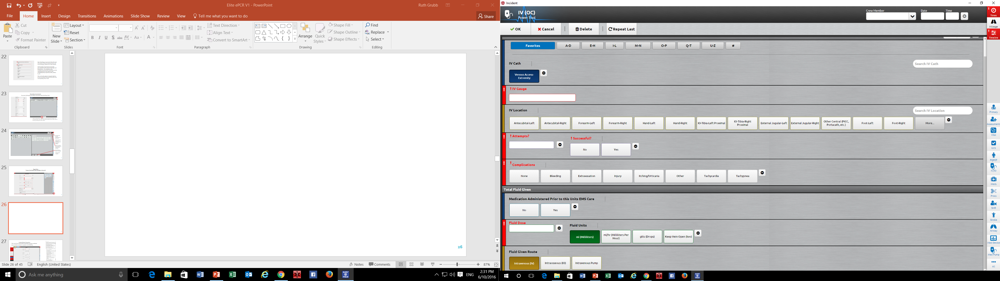 Elite ePCR V1 - PowerPoint
Ruth Grubb
File Home Insert Design Transitions Animations Slide Show Review View Tell me what you want to do Share
Paste
Cut
Copy
Format Painter
Clipboard
New
Slide
Layout
Reset
Section
Slides
B I U S abc AV Aa A
Font
Text Direction
Align Text
Convert to SmartArt
Paragraph
Arrange
Quick
Styles
Shape Fill
Shape Outline
Shape Effects
Drawing
Find
Replace
Select
Editing
22
23
24
25
26
27
26
Slide 26 of 45 English (United States)
Notes Comments 87%
Ask me anything
ENG
2:31 PM
6/10/2016
Incident
IV (OC)
Power Tool
Crew Member Date Time
OK Cancel Delete Repeat Last
Favorites A-D E-H I-L M-N O-P Q-T U-Z #
IV Cath
Search IV Cath
Venous Access-
Extremity
! IV Gauge
IV Location
Search IV Location
Antecubital-Left Antecubital-Right Forearm-Left Forearm-Right Hand-Left Hand-Right IO-Tibia-Left Proximal IO-Tibia-Right Proximal External Jugular-Left External Jugular-Right Other Central (PICC, Portacath, etc.) Foot-Left Foot-Right More...
! Attempts? ! Successful?
No Yes
! Complications
None Bleeding Extravasation Injury Itching/Urticaria Other Tachycardia Tachypnea
Total Fluid Given
Medication Administered Prior to this Units EMS Care
No Yes
! Fluid Dose Fluid Units
ml (Milliliters) ml/hr (Milliliters Per Hour) gtts (Drops) Keep Vein Open (kvo)
Fluid Given Route
Intravenous (IV) Intraosseous (IO) Intravenous Pump
Times
Mileage
Timeline
Primary
Assessment
Vital
GCS
PQRST
IV/IO
Meds
Procs
SMR
Stroke
Airway
Med Device
Med Pump
All